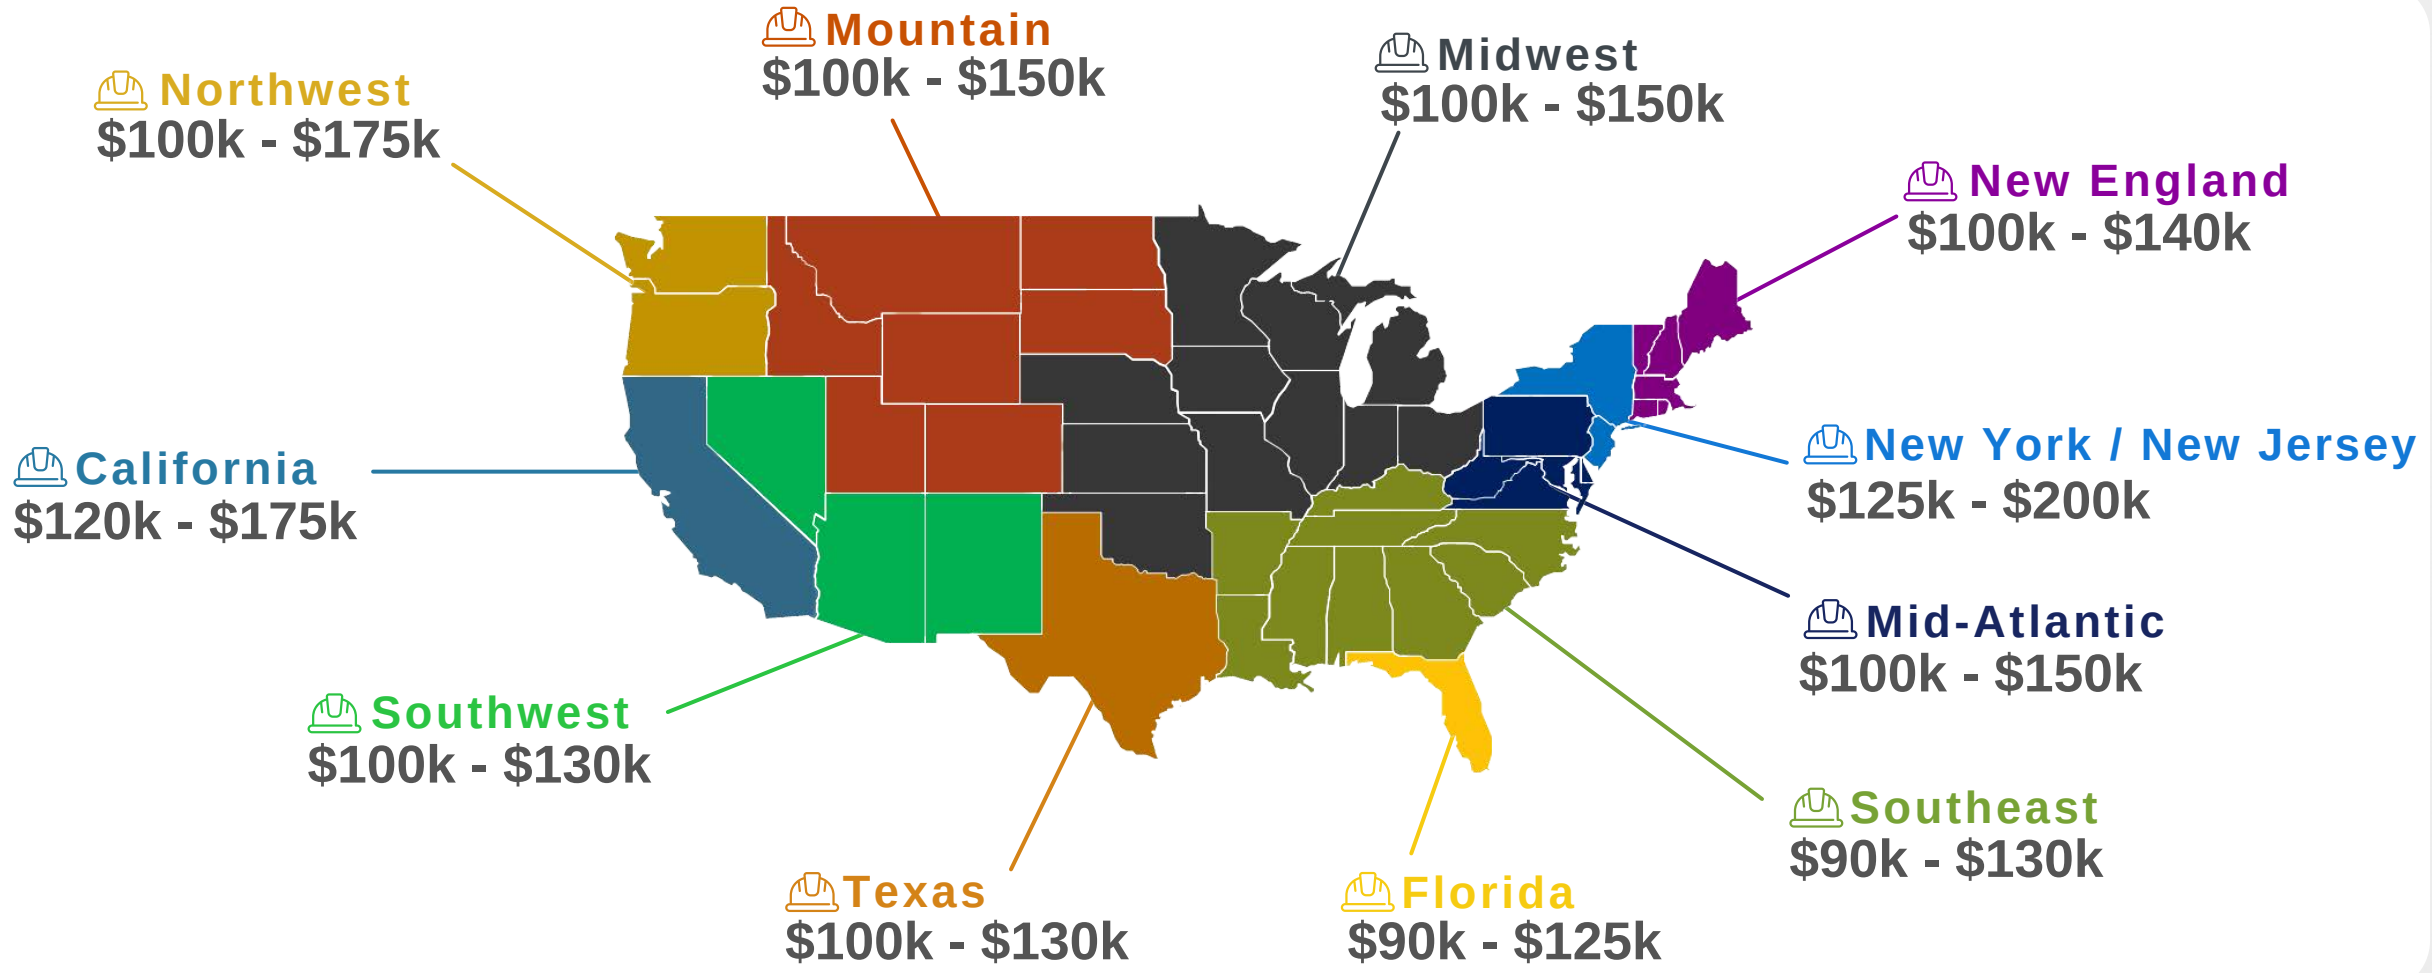 Mountain
$100k - $150k
Midwest
$100k - $150k
Northwest
$100k - $175k
New England
$100k - $140k
California
$120k - $175k
New York / New Jersey
$125k - $200k
Mid-Atlantic
$100k - $150k
Southwest
$100k - $130k
Southeast
$90k - $130k
Texas
$100k - $130k
Florida
$90k - $125k